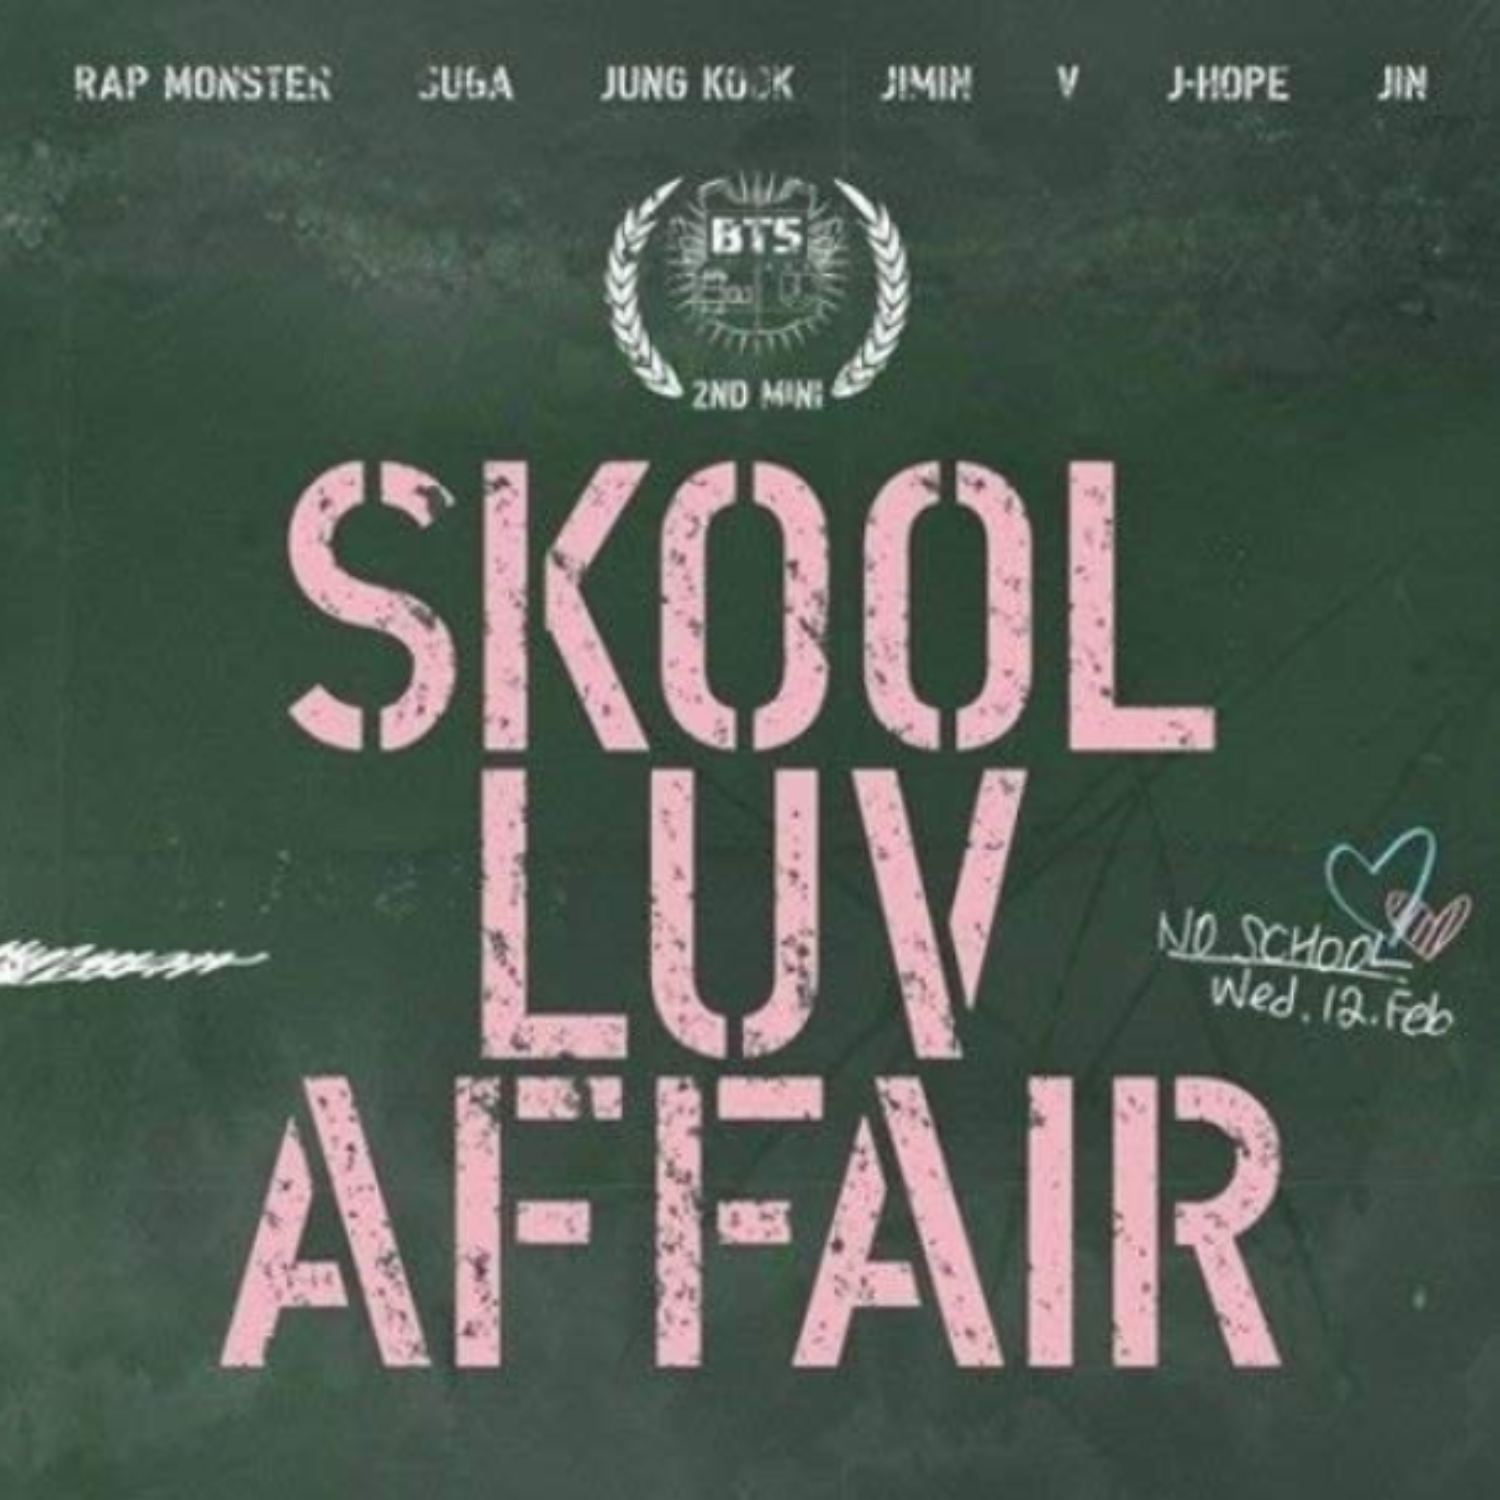 RAP MONSTER SUGA JUNG KOOK JIMIN V J-HOPE JIN
BTS
2ND MINI
SKOOL
LUV
AFFAIR
NO SCHOOL
Wed. 12. Feb